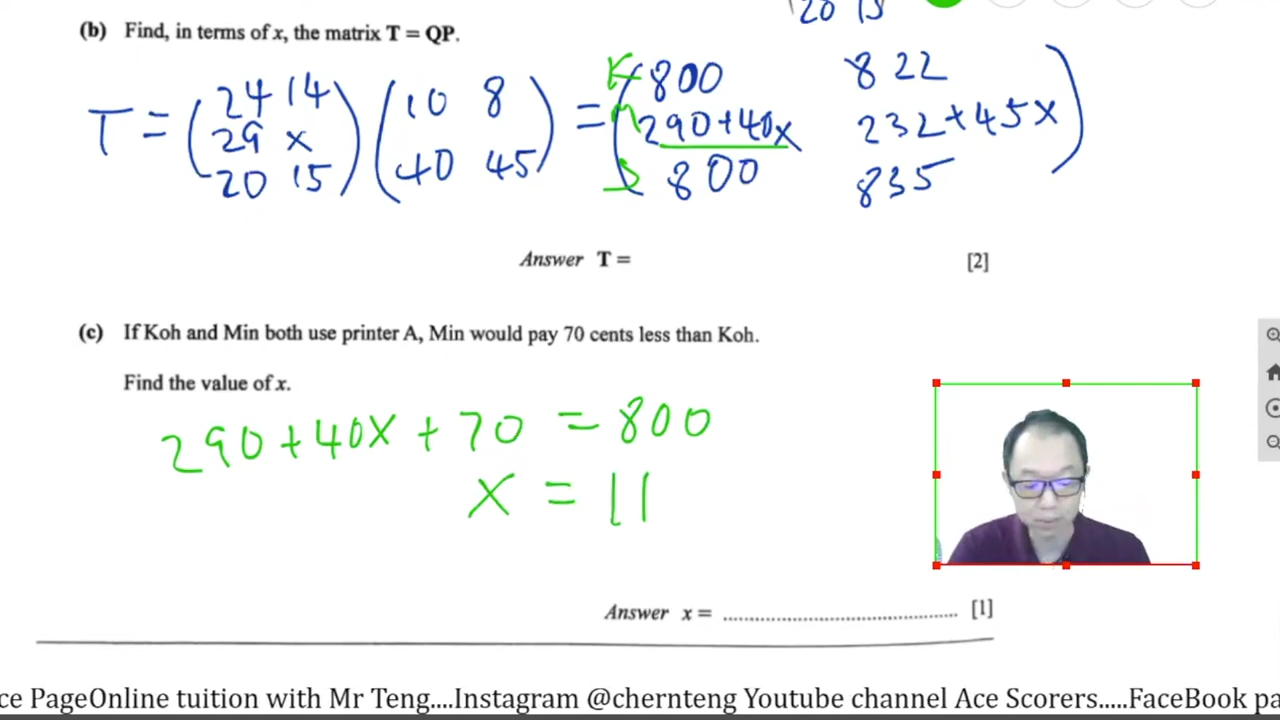 20 15
(b) Find, in terms of x, the matrix T = QP.
T = (24 14 29 x 20 15) (10 8 40 45) = (800 822 290+40x 232+45x 800 835)
K
M
S
Answer T = [2]
(c) If Koh and Min both use printer A, Min would pay 70 cents less than Koh.
Find the value of x.
290+40x+70 = 800
x = 11
Answer x = ........................................ [1]
ce PageOnline tuition with Mr Teng....Instagram @chernteng Youtube channel Ace Scorers.....FaceBook pa